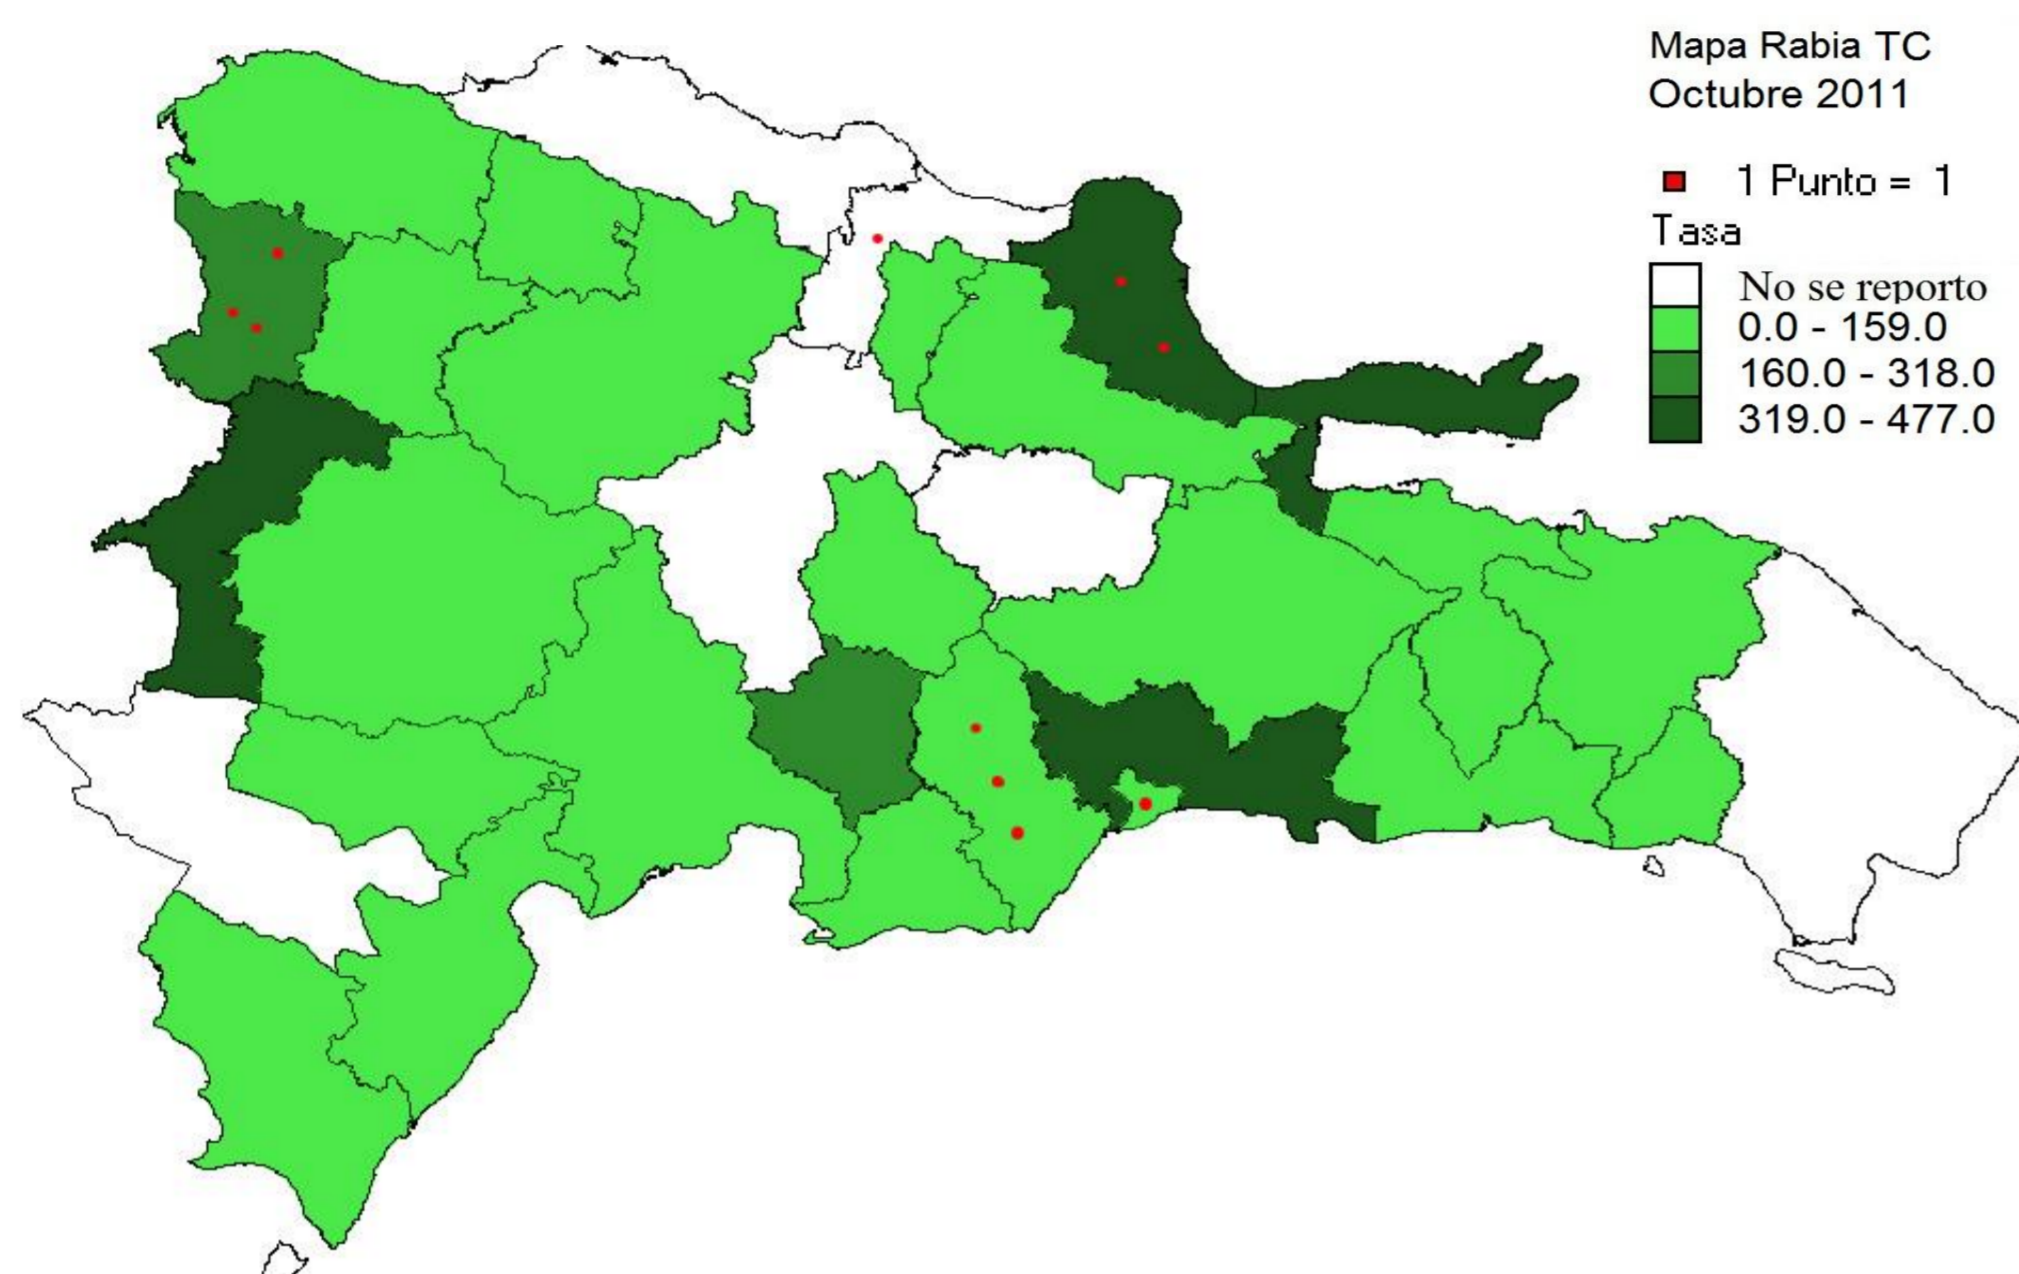 Mapa Rabia TC
Octubre 2011
1 Punto = 1
Tasa
No se reporto
0.0 - 159.0
160.0 - 318.0
319.0 - 477.0